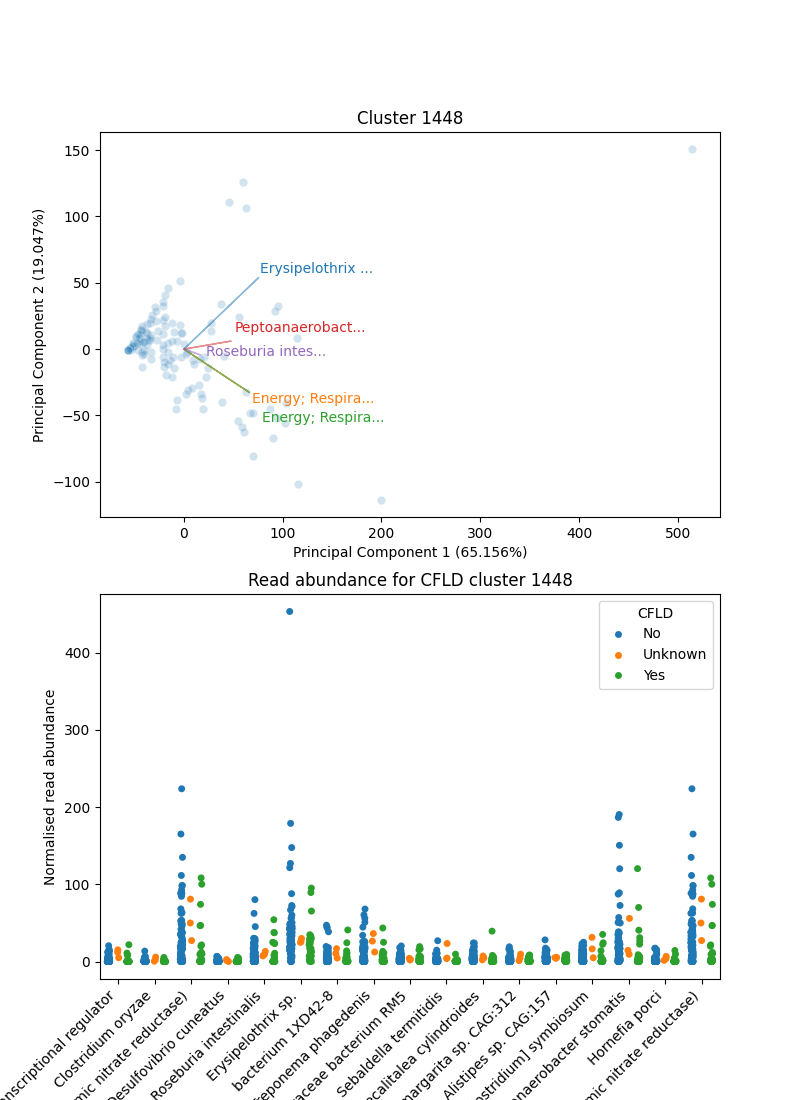 Cluster 1448
Principal Component 2 (19.047%)
150
100
50
0
−50
−100
Erysipelothrix ...
Peptoanaerobact...
Roseburia intes...
Energy; Respira...
Energy; Respira...
0
100
200
300
400
500
Principal Component 1 (65.156%)
Read abundance for CFLD cluster 1448
Normalised read abundance
400
300
200
100
0
CFLD
No
Unknown
Yes
nscriptional regulator
Clostridium oryzae
mic nitrate reductase)
Desulfovibrio cuneatus
Roseburia intestinalis
Erysipelothrix sp.
bacterium 1XD42-8
eponema phagedenis
raceae bacterium RM5
Sebaldella termitidis
ecalitalea cylindroides
margarita sp. CAG:312
Alistipes sp. CAG:157
ostridium] symbiosum
anaerobacter stomatis
Hornefia porci
mic nitrate reductase)